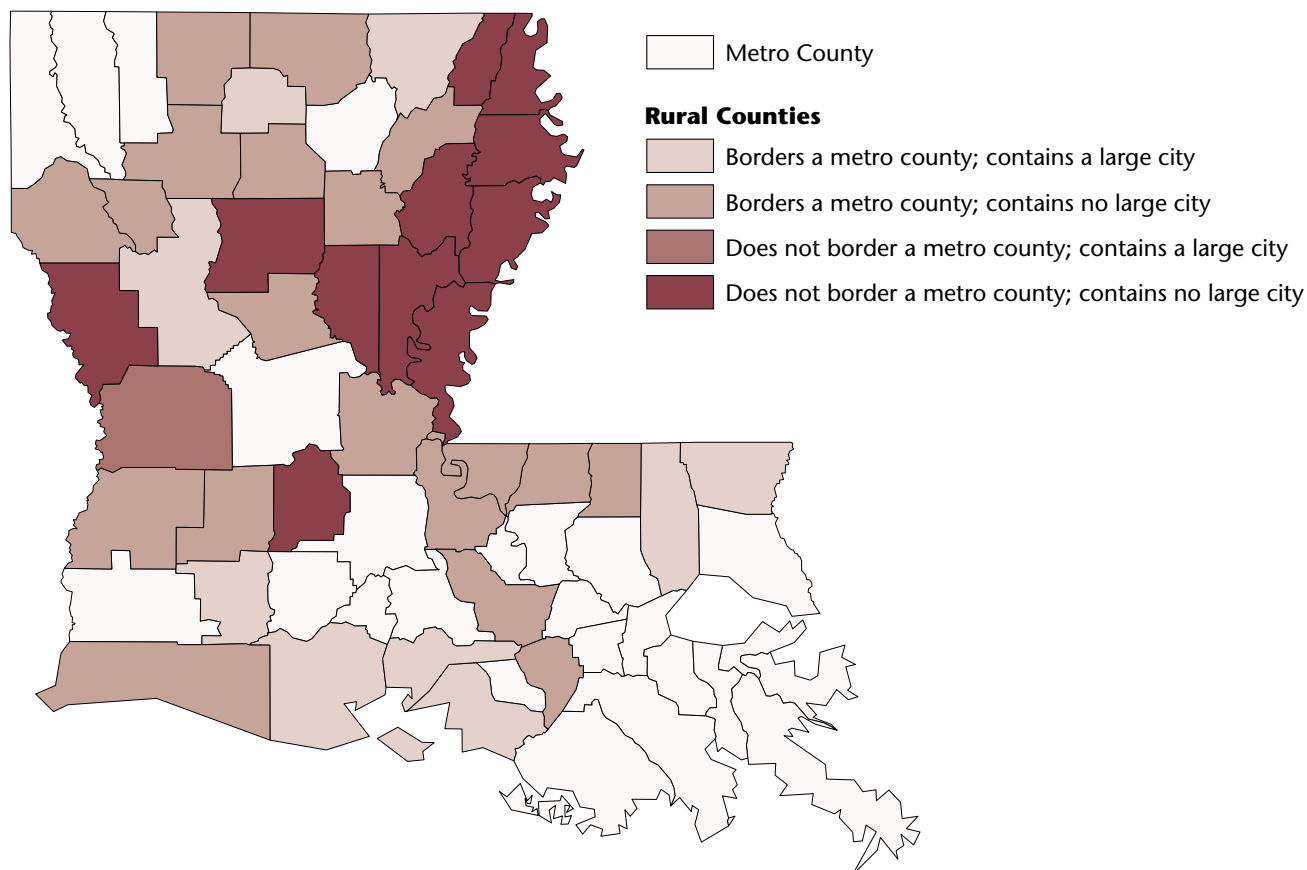 Metro County
Rural Counties
Borders a metro county; contains a large city
Borders a metro county; contains no large city
Does not border a metro county; contains a large city
Does not border a metro county; contains no large city